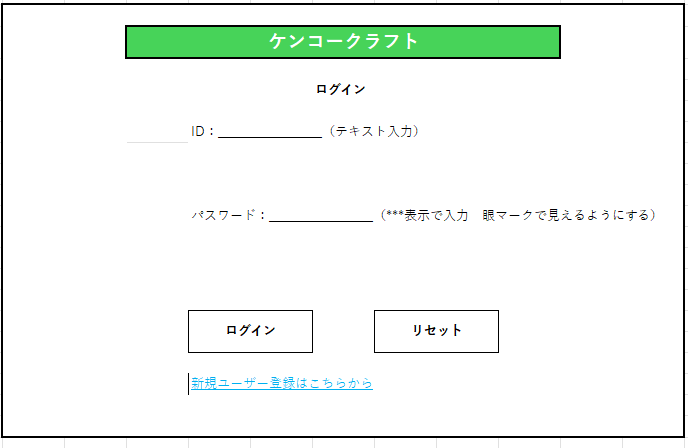 ケンコークラフト
ログイン
ID：________________（テキスト入力）
パスワード：________________（***表示で入力　眼マークで見えるようにする）
ログイン　リセット
新規ユーザー登録はこちらから